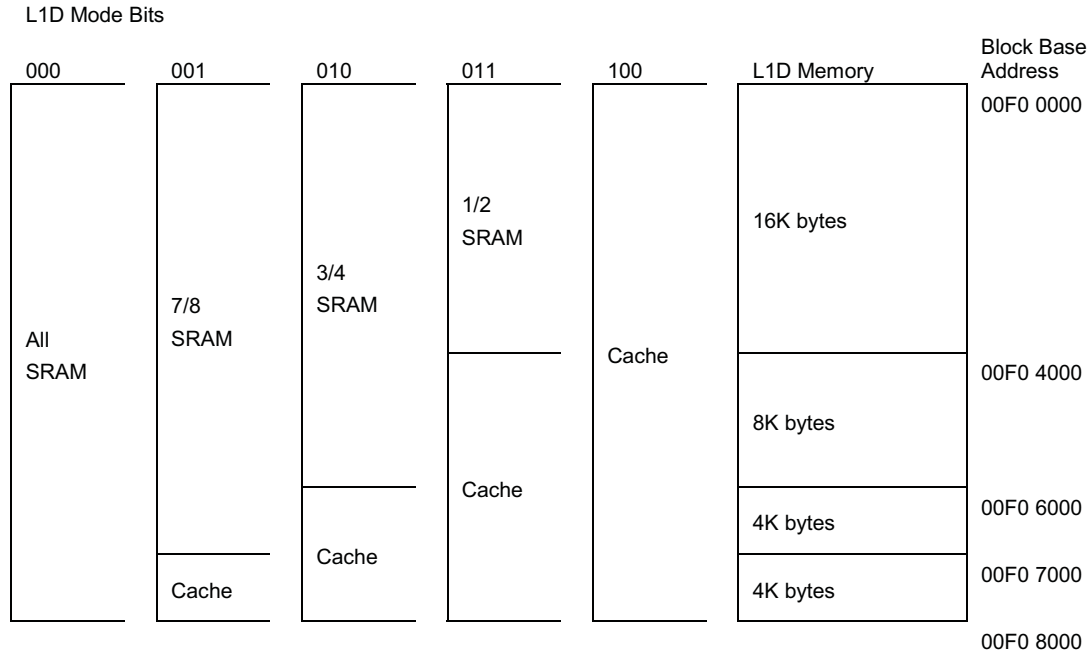 L1D Mode Bits
000 001 010 011 100 L1D Memory Block Base
Address
00F0 0000
1/2
SRAM
16K bytes
3/4
SRAM
7/8
SRAM
All
SRAM
Cache
00F0 4000
8K bytes
Cache
00F0 6000
4K bytes
Cache
00F0 7000
Cache
4K bytes
00F0 8000